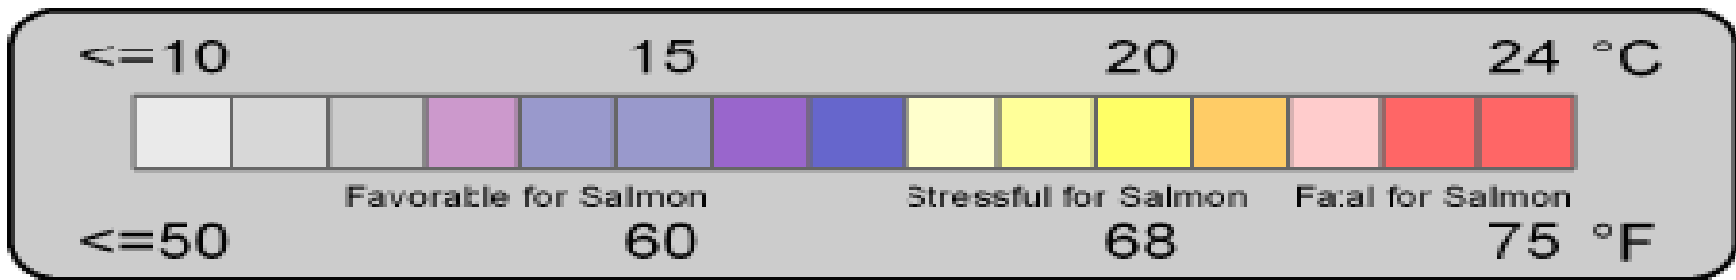 <=10 15 20 24 °C
Favorable for Salmon Stressful for Salmon Fatal for Salmon
<=50 60 68 75 °F